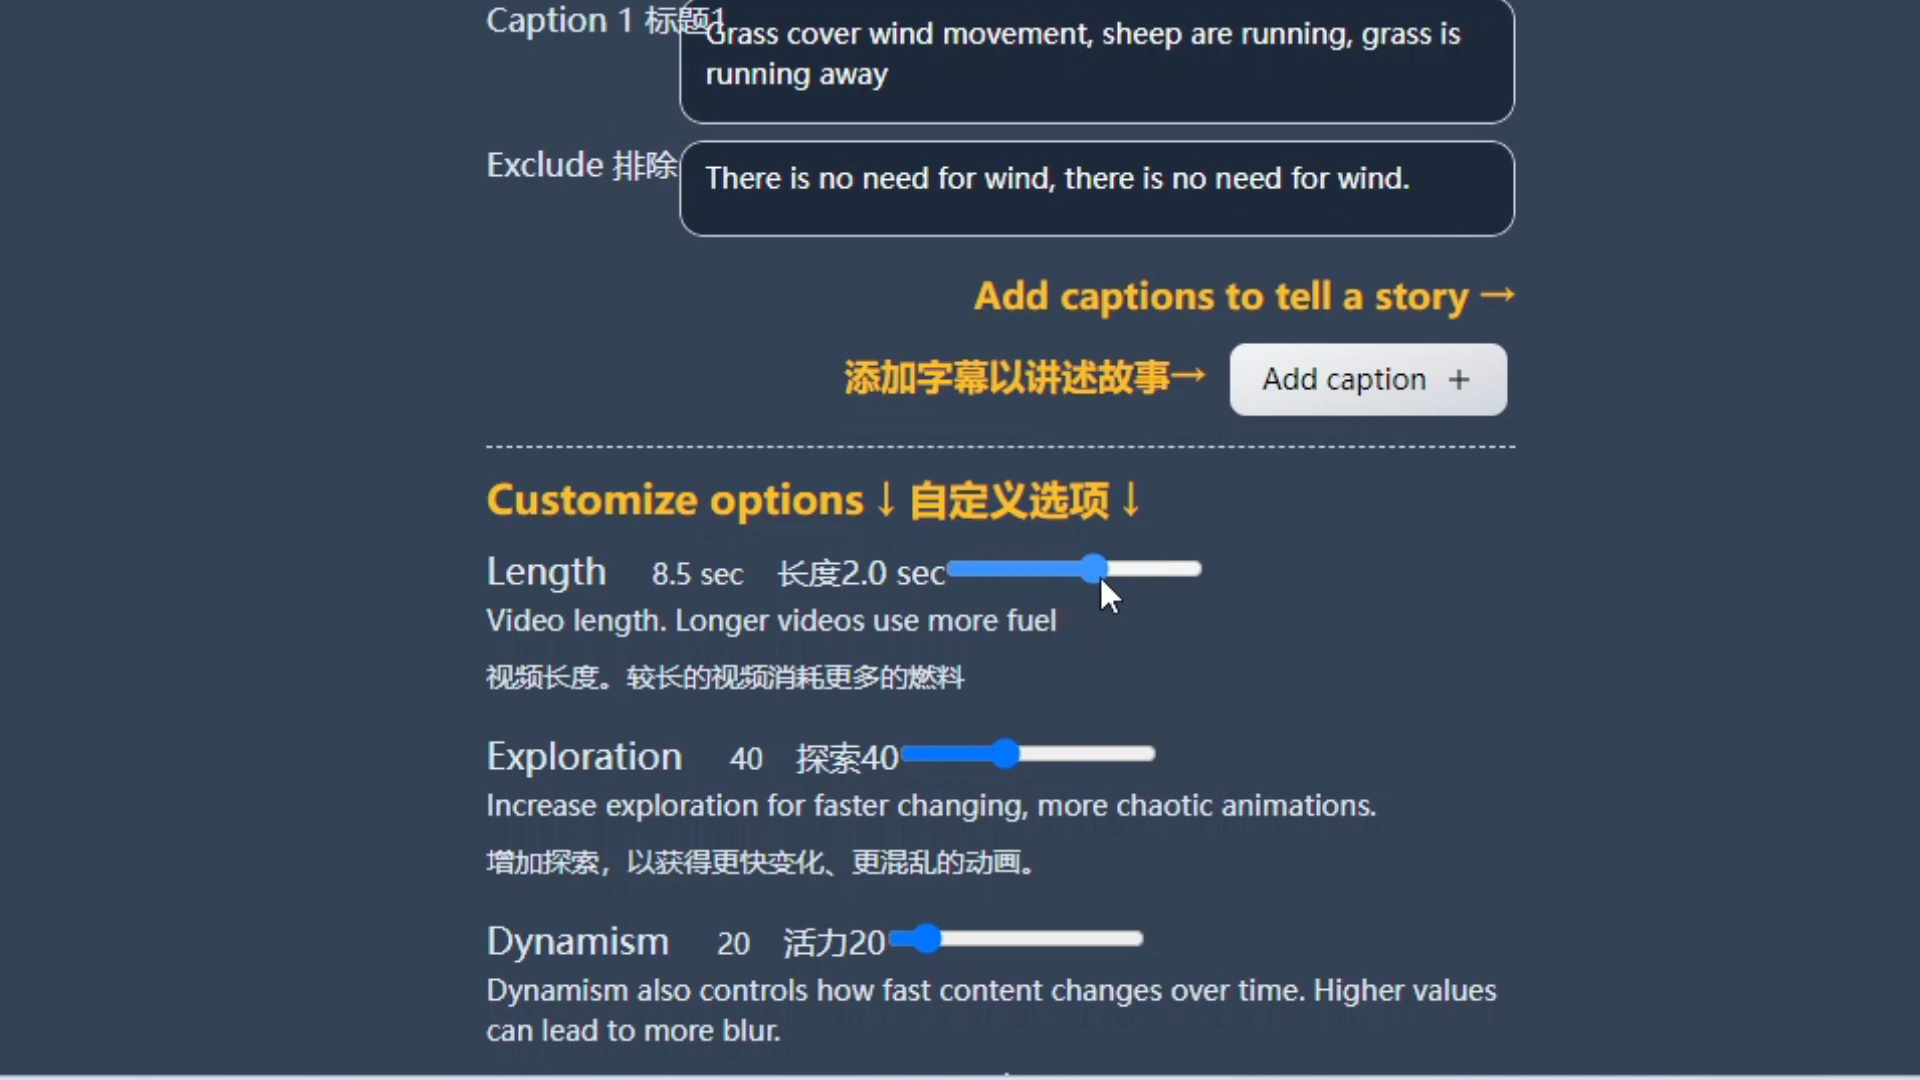 Caption 1 标题1
Grass cover wind movement, sheep are running, grass is
running away
Exclude 排除
There is no need for wind, there is no need for wind.
Add captions to tell a story →
添加字幕以讲述故事→
Add caption +
Customize options ↓ 自定义选项 ↓
Length 8.5 sec 长度2.0 sec
Video length. Longer videos use more fuel
视频长度。较长的视频消耗更多的燃料
Exploration 40 探索40
Increase exploration for faster changing, more chaotic animations.
增加探索，以获得更快变化、更混乱的动画。
Dynamism 20 活力20
Dynamism also controls how fast content changes over time. Higher values
can lead to more blur.